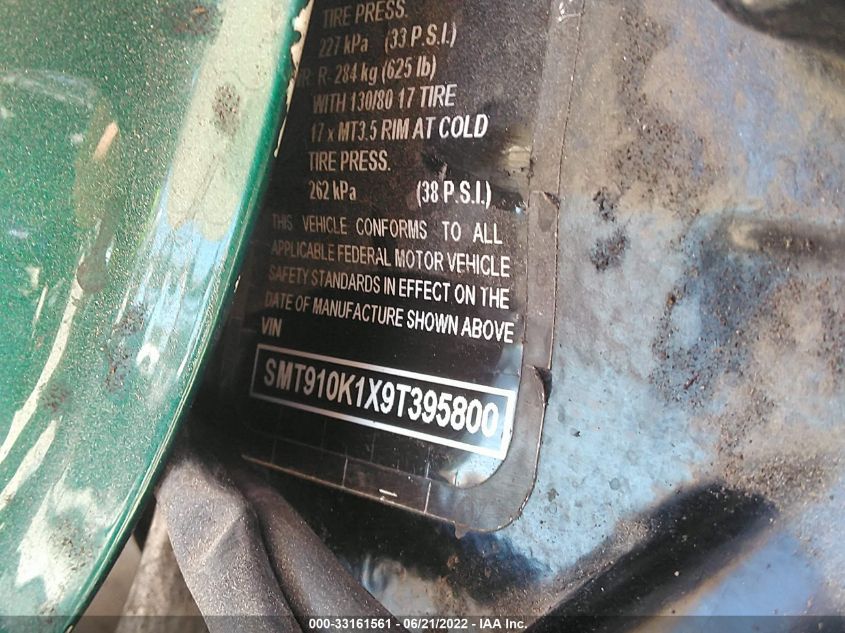 TIRE PRESS.
227 kPa (33 P.S.I.)
R- 284 kg (625 lb)
WITH 130/80 17 TIRE
17 x MT3.5 RIM AT COLD
TIRE PRESS.
262 kPa (38 P.S.I.)
THIS VEHICLE CONFORMS TO ALL
APPLICABLE FEDERAL MOTOR VEHICLE
SAFETY STANDARDS IN EFFECT ON THE
DATE OF MANUFACTURE SHOWN ABOVE
VIN
SMT910K1X9T395800
000-33161561 - 06/21/2022 - IAA Inc.